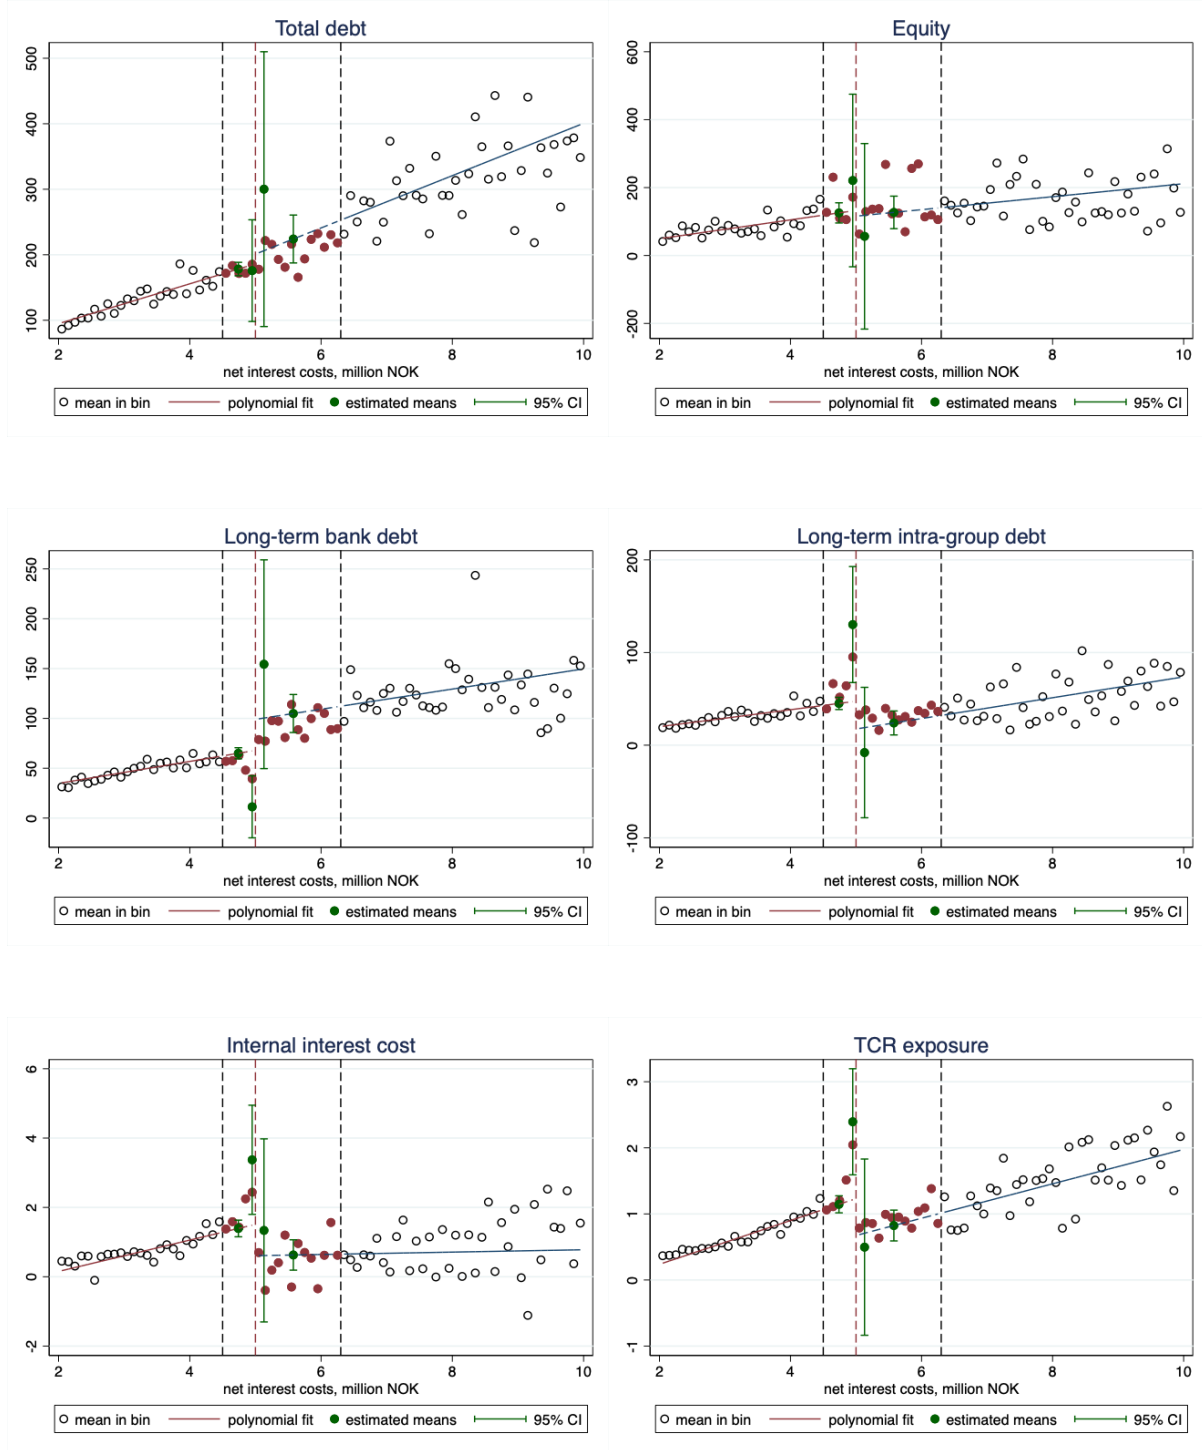 Total debt
500
400
300
200
100
2 4 6 8 10
net interest costs, million NOK
mean in bin polynomial fit estimated means 95% CI
Equity
600
400
200
0
-200
2 4 6 8 10
net interest costs, million NOK
mean in bin polynomial fit estimated means 95% CI
Long-term bank debt
250
200
150
100
50
0
2 4 6 8 10
net interest costs, million NOK
mean in bin polynomial fit estimated means 95% CI
Long-term intra-group debt
200
100
0
-100
2 4 6 8 10
net interest costs, million NOK
mean in bin polynomial fit estimated means 95% CI
Internal interest cost
6
4
2
0
-2
2 4 6 8 10
net interest costs, million NOK
mean in bin polynomial fit estimated means 95% CI
TCR exposure
3
2
1
0
-1
2 4 6 8 10
net interest costs, million NOK
mean in bin polynomial fit estimated means 95% CI